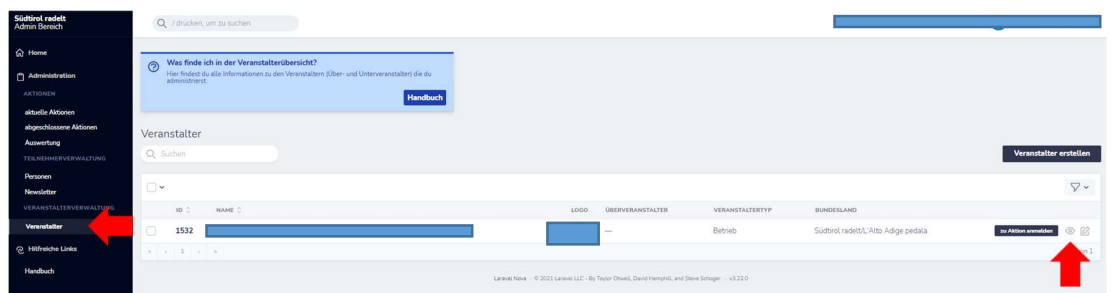 Südtirol radelt
Admin Bereich
/ drücken, um zu suchen
Home
Administration
AKTIONEN
aktuelle Aktionen
abgeschlossene Aktionen
Auswertung
TEILNEHMERVERWALTUNG
Personen
Newsletter
VERANSTALTERVERWALTUNG
Veranstalter
Hilfreiche Links
Handbuch
Was finde ich in der Veranstalterübersicht?
Hier findest du alle Informationen zu den Veranstaltern (Über- und Unterveranstalter) die du
administrierst.
Handbuch
Veranstalter
Suchen
Veranstalter erstellen
ID NAME LOGO ÜBERVERANSTALTER VERANSTALTERTYP BUNDESLAND
1532 — Betrieb Südtirol radelt/L'Alto Adige pedala zu Aktion anmelden
« ‹ 1 › »
Laravel Nova · © 2021 Laravel LLC - By Taylor Otwell, David Hemphill, and Steve Schoger · v3.22.0